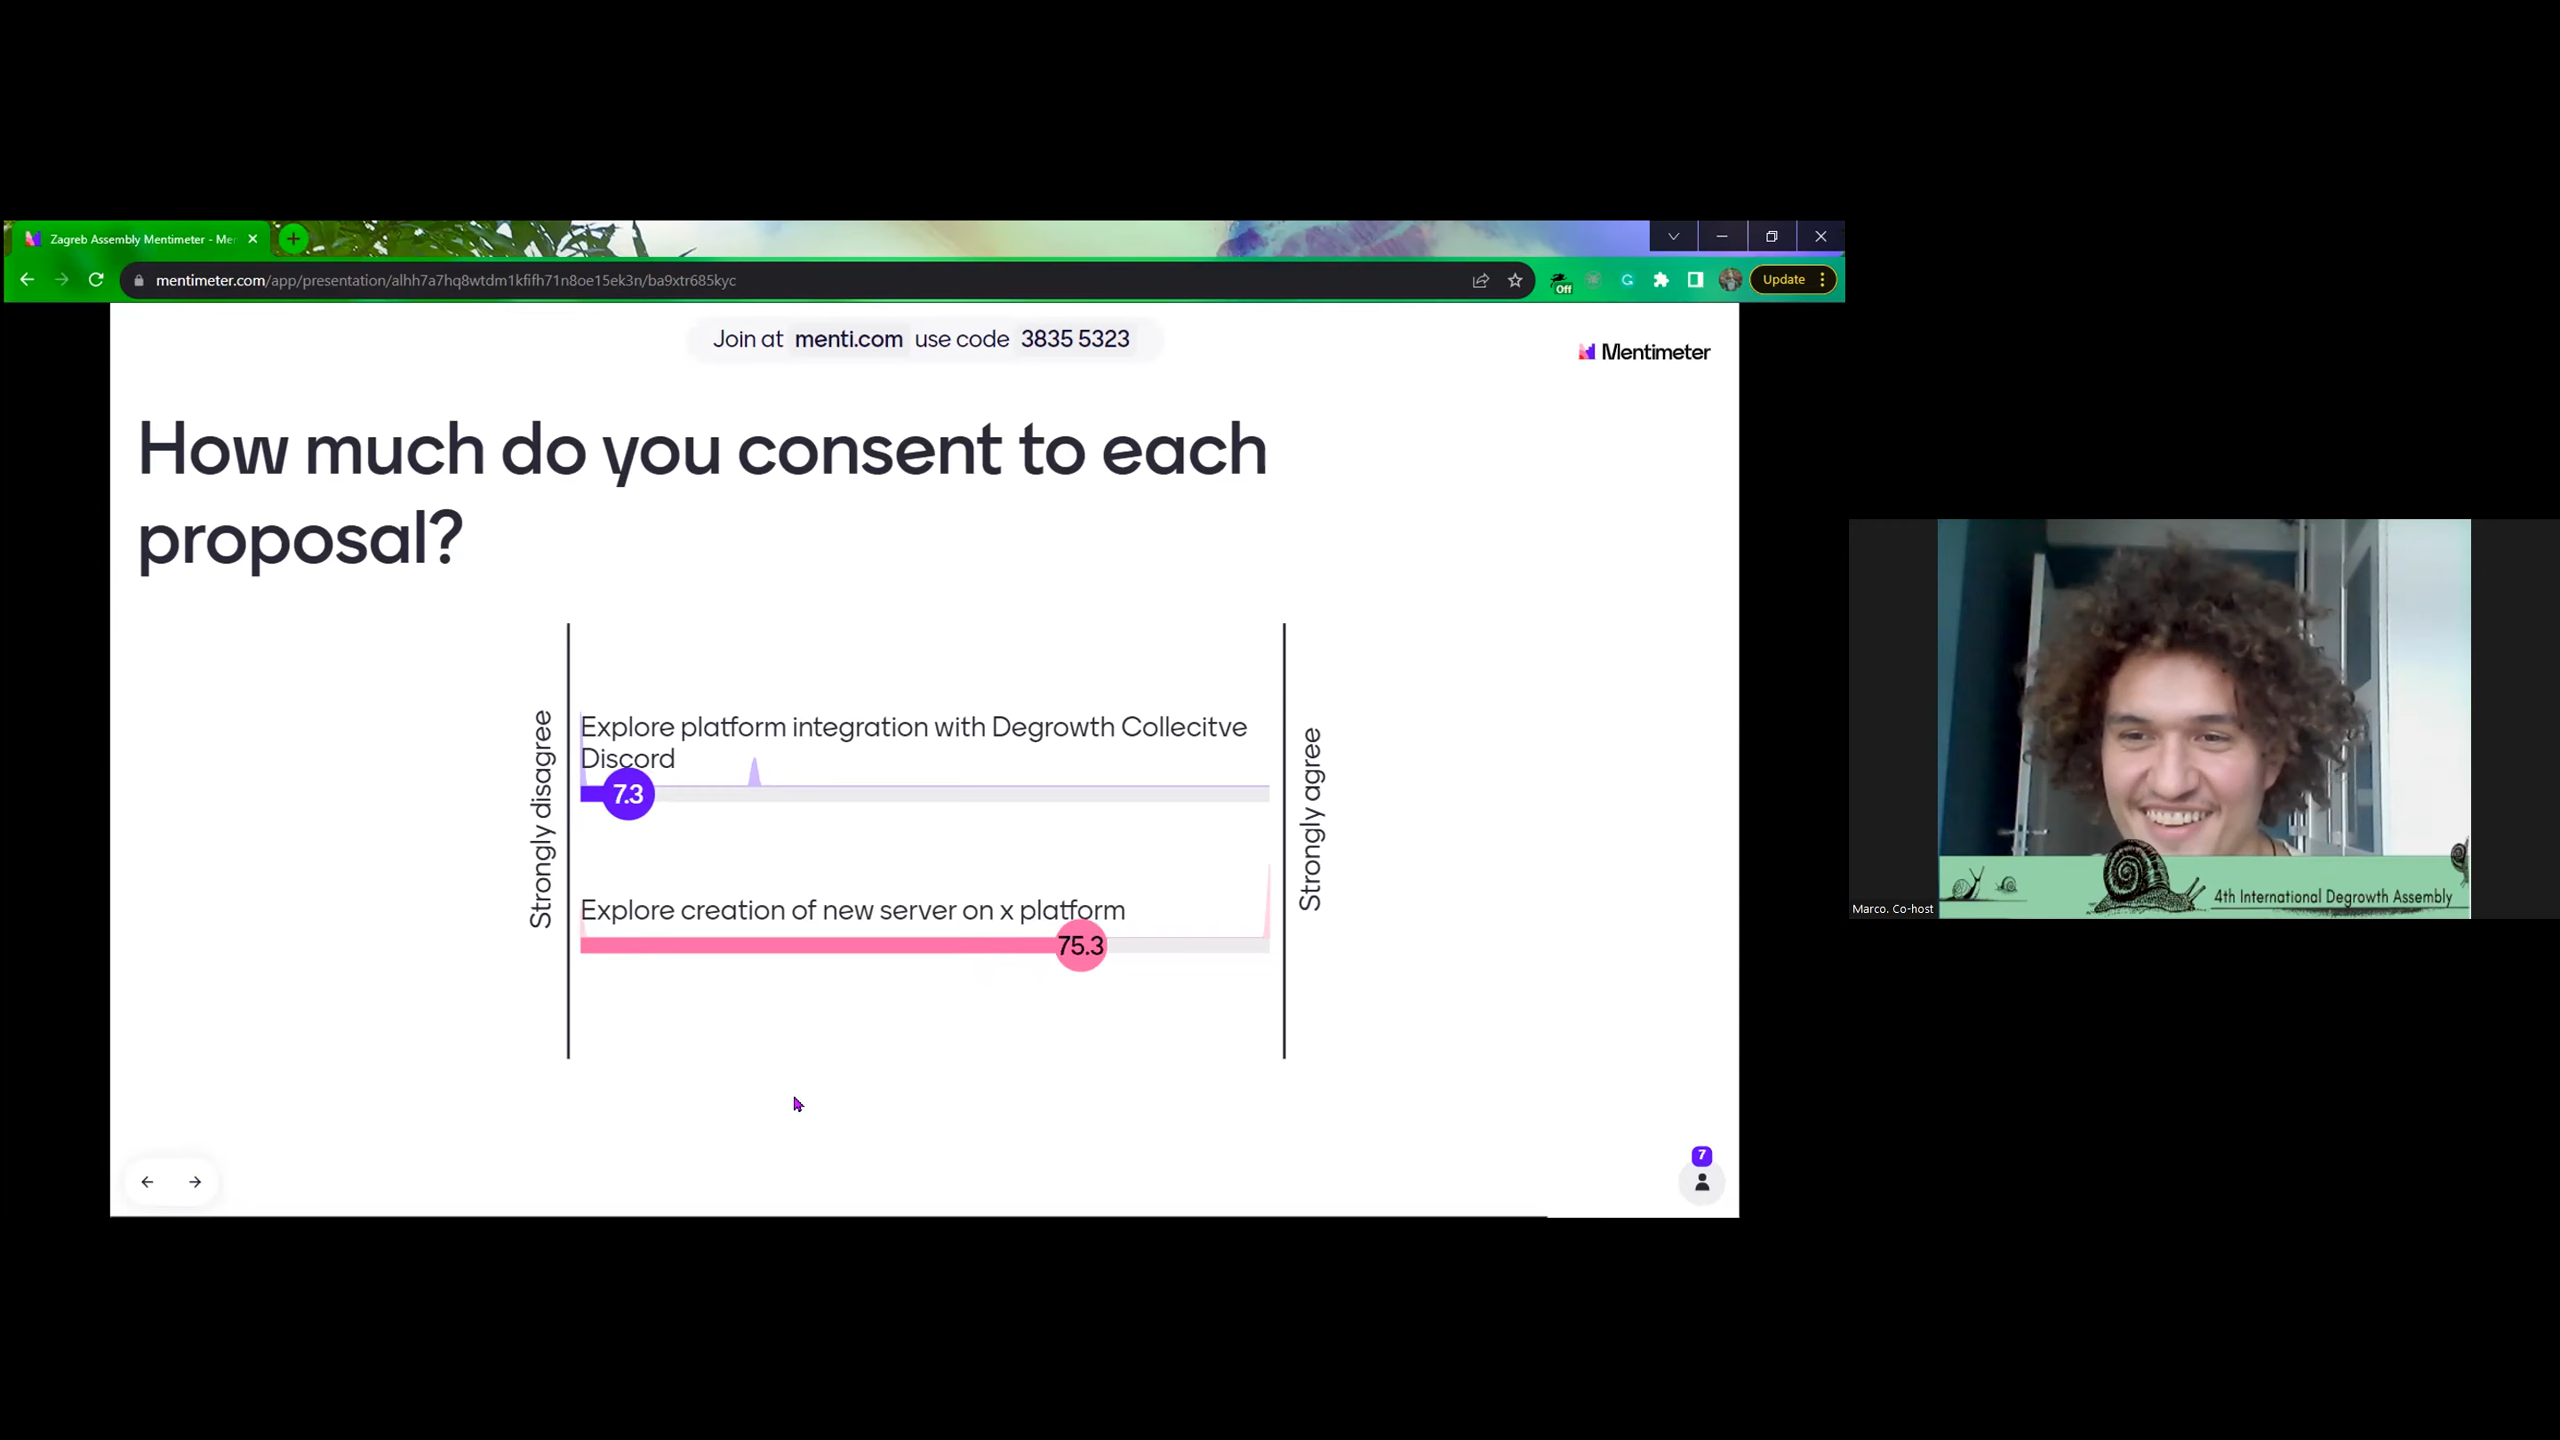 Zagreb Assembly Mentimeter - Me
mentimeter.com/app/presentation/alhh7a7hq8wtdm1kfifh71n8oe15ek3n/ba9xtr685kyc
Off
Update
Join at menti.com use code 3835 5323
Mentimeter
How much do you consent to each
proposal?
Strongly disagree
Explore platform integration with Degrowth Collecitve
Discord
7.3
Explore creation of new server on x platform
75.3
Strongly agree
7
Marco. Co-host
4th International Degrowth Assembly